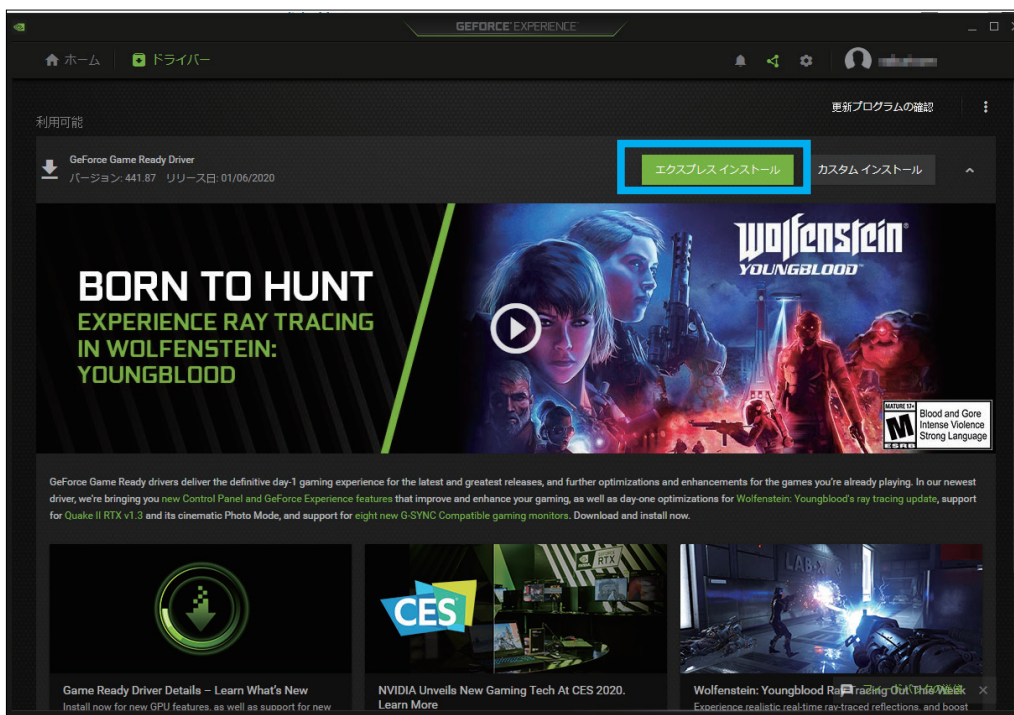 GEFORCE® EXPERIENCE™
ホーム
ドライバー
更新プログラムの確認
利用可能
GeForce Game Ready Driver
バージョン: 441.87 リリース日: 01/06/2020
エクスプレス インストール
カスタム インストール
BORN TO HUNT
EXPERIENCE RAY TRACING
IN WOLFENSTEIN:
YOUNGBLOOD
Wolfenstein®
YOUNGBLOOD™
MATURE 17+
M
ESRB
Blood and Gore
Intense Violence
Strong Language
GeForce Game Ready drivers deliver the definitive day-1 gaming experience for the latest and greatest releases, and further optimizations and enhancements for the games you're already playing. In our newest
driver, we're bringing you new Control Panel and GeForce Experience features that improve and enhance your gaming, as well as day-one optimizations for Wolfenstein: Youngblood's ray tracing update, support
for Quake II RTX v1.3 and its cinematic Photo Mode, and support for eight new G-SYNC Compatible gaming monitors. Download and install now.
GEFORCE
RTX
CES
LAB-X
Game Ready Driver Details – Learn What's New
Install now for new GPU features, as well as support for new
NVIDIA Unveils New Gaming Tech At CES 2020.
Learn More
Wolfenstein: Youngblood Ray Tracing Out This Week
Experience realistic real-time ray-traced reflections, and boost